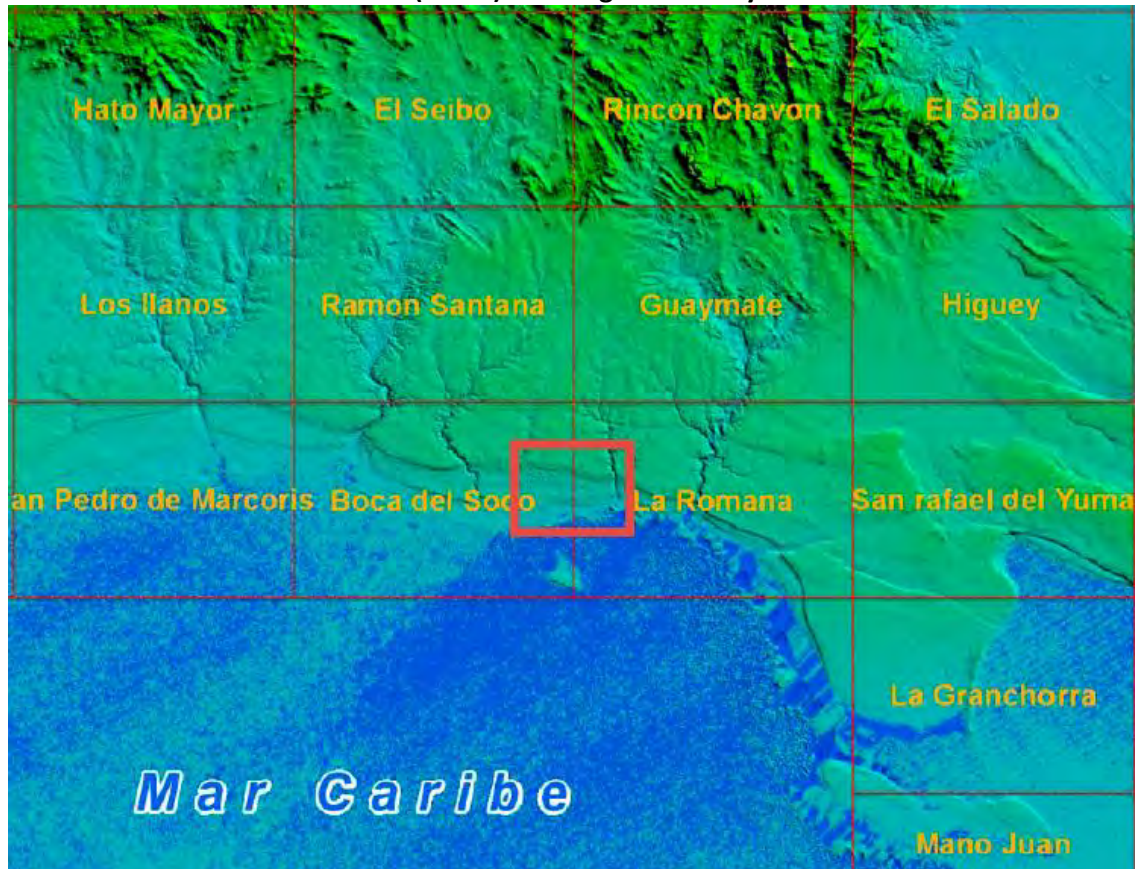 Hato Mayor El Seibo Rincon Chavon El Salado
Los llanos Ramon Santana Guaymate Higuey
an Pedro de Marcoris Boca del Soco La Romana San rafael del Yuma
La Granchorra
Mar Caribe
Mano Juan